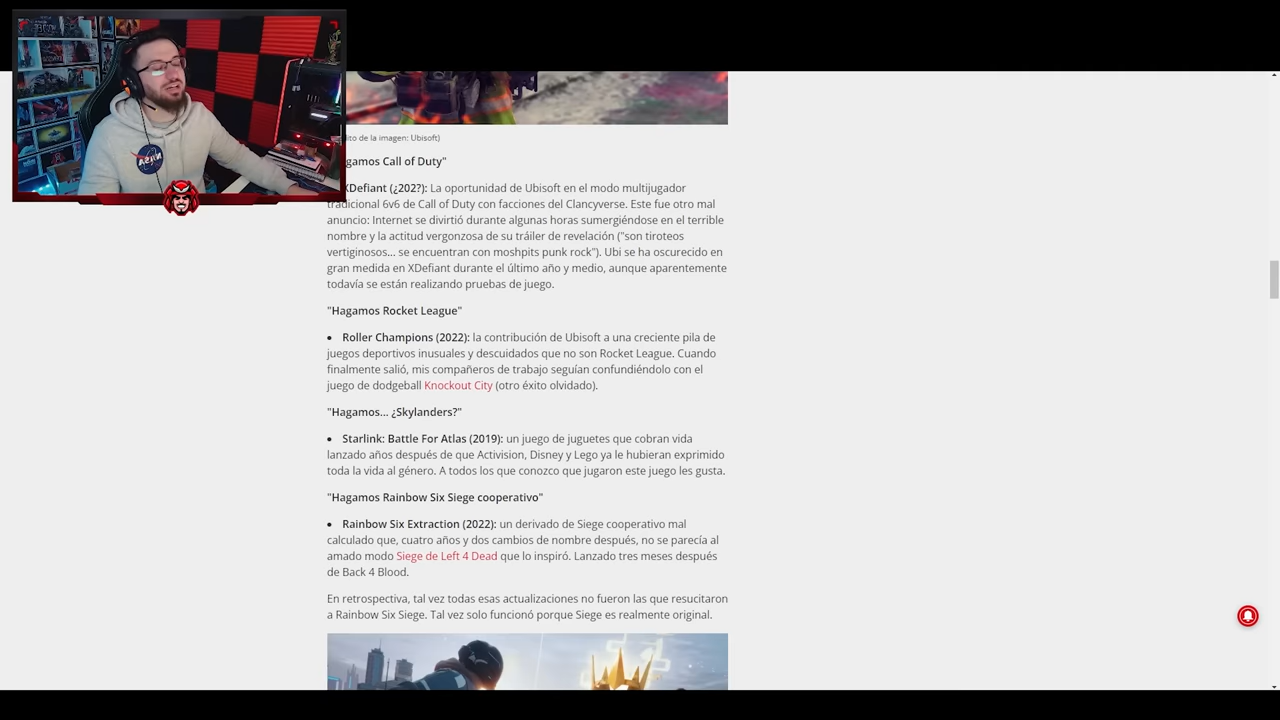 ito de la imagen: Ubisoft)
gamos Call of Duty"
XDefiant (¿202?): La oportunidad de Ubisoft en el modo multijugador
tradicional 6v6 de Call of Duty con facciones del Clancyverse. Este fue otro mal
anuncio: Internet se divirtió durante algunas horas sumergiéndose en el terrible
nombre y la actitud vergonzosa de su tráiler de revelación ("son tiroteos
vertiginosos... se encuentran con moshpits punk rock"). Ubi se ha oscurecido en
gran medida en XDefiant durante el último año y medio, aunque aparentemente
todavía se están realizando pruebas de juego.
"Hagamos Rocket League"
• Roller Champions (2022): la contribución de Ubisoft a una creciente pila de
juegos deportivos inusuales y descuidados que no son Rocket League. Cuando
finalmente salió, mis compañeros de trabajo seguían confundiéndolo con el
juego de dodgeball Knockout City (otro éxito olvidado).
"Hagamos... ¿Skylanders?"
• Starlink: Battle For Atlas (2019): un juego de juguetes que cobran vida
lanzado años después de que Activision, Disney y Lego ya le hubieran exprimido
toda la vida al género. A todos los que conozco que jugaron este juego les gusta.
"Hagamos Rainbow Six Siege cooperativo"
• Rainbow Six Extraction (2022): un derivado de Siege cooperativo mal
calculado que, cuatro años y dos cambios de nombre después, no se parecía al
amado modo Siege de Left 4 Dead que lo inspiró. Lanzado tres meses después
de Back 4 Blood.
En retrospectiva, tal vez todas esas actualizaciones no fueron las que resucitaron
a Rainbow Six Siege. Tal vez solo funcionó porque Siege es realmente original.
NASA